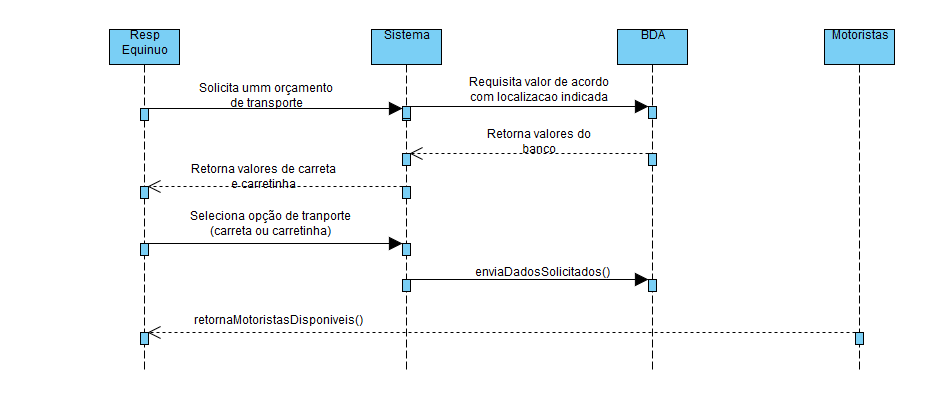 Resp
Equinuo
Sistema
BDA
Motoristas
Solicita umm orçamento
de transporte
Requisita valor de acordo
com localizacao indicada
Retorna valores do
banco
Retorna valores de carreta
e carretinha
Seleciona opção de tranporte
(carreta ou carretinha)
enviaDadosSolicitados()
retornaMotoristasDisponiveis()